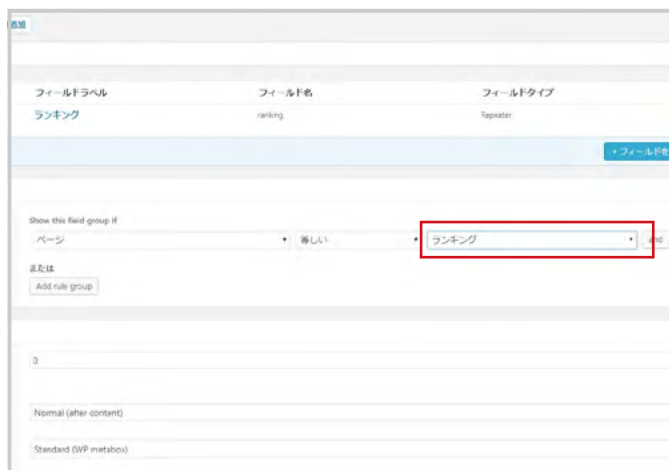 追加
フィールドラベル フィールド名 フィールドタイプ
ランキング ranking Repeater
+ フィールドを
Show this field group if
ページ 等しい ランキング and
または
Add rule group
0
Normal (after content)
Standard (WP metabox)